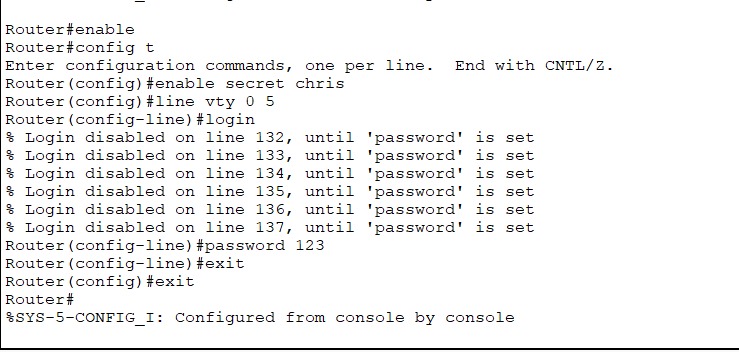 Router#enable
Router#config t
Enter configuration commands, one per line.  End with CNTL/Z.
Router(config)#enable secret chris
Router(config)#line vty 0 5
Router(config-line)#login
% Login disabled on line 132, until 'password' is set
% Login disabled on line 133, until 'password' is set
% Login disabled on line 134, until 'password' is set
% Login disabled on line 135, until 'password' is set
% Login disabled on line 136, until 'password' is set
% Login disabled on line 137, until 'password' is set
Router(config-line)#password 123
Router(config-line)#exit
Router(config)#exit
Router#
%SYS-5-CONFIG_I: Configured from console by console